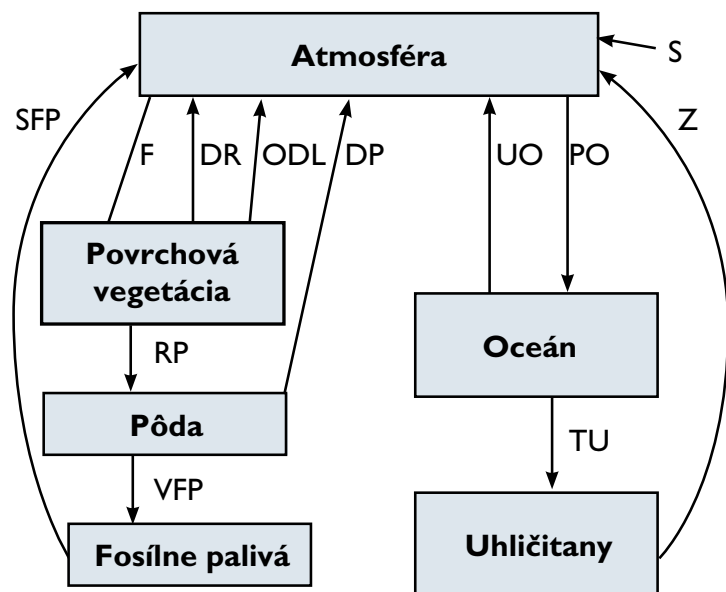 Atmosféra
S
SFP
F
DR
ODL
DP
UO
PO
Z
Povrchová
vegetácia
Oceán
RP
Pôda
TU
VFP
Fosílne palivá
Uhličitany